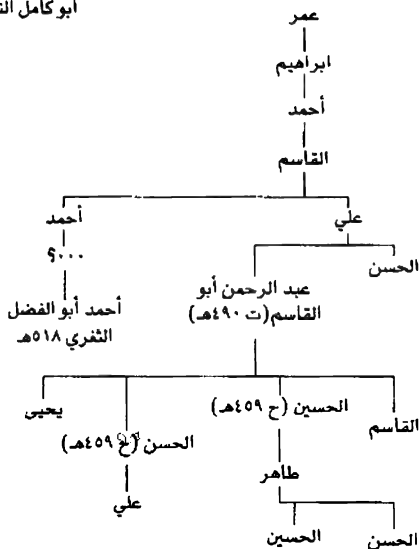 أبو كامل
عمر
ابراهيم
أحمد
القاسم
علي
أحمد
؟...
الحسن
عبد الرحمن أبو
القاسم (ت ٤٩٠هـ)
أحمد أبو الفضل
الثغري ٥١٨هـ
القاسم
الحسين (ح ٤٥٩هـ)
الحسن (ح ٤٥٩هـ)
يحيى
طاهر
علي
الحسن
الحسين